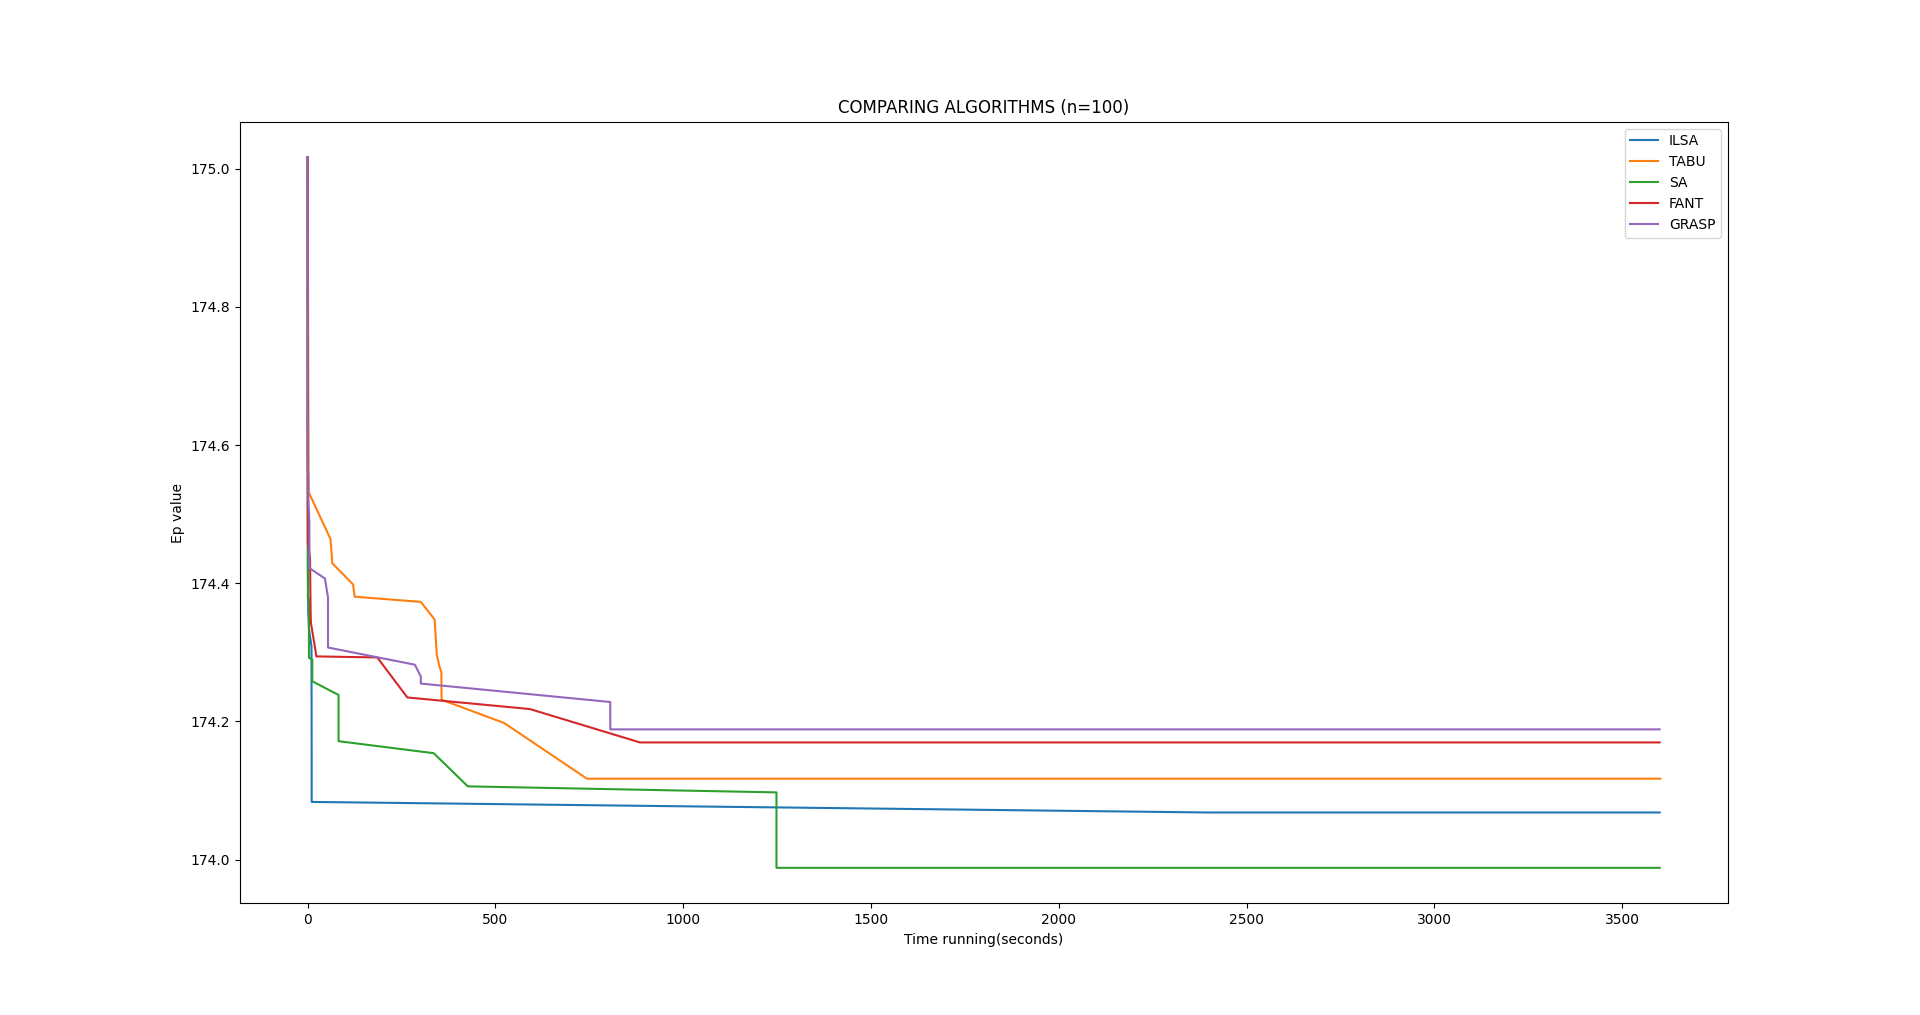 COMPARING ALGORITHMS (n=100)
ILSA
TABU
SA
FANT
GRASP
175.0
174.8
174.6
174.4
174.2
174.0
Ep value
0 500 1000 1500 2000 2500 3000 3500
Time running(seconds)